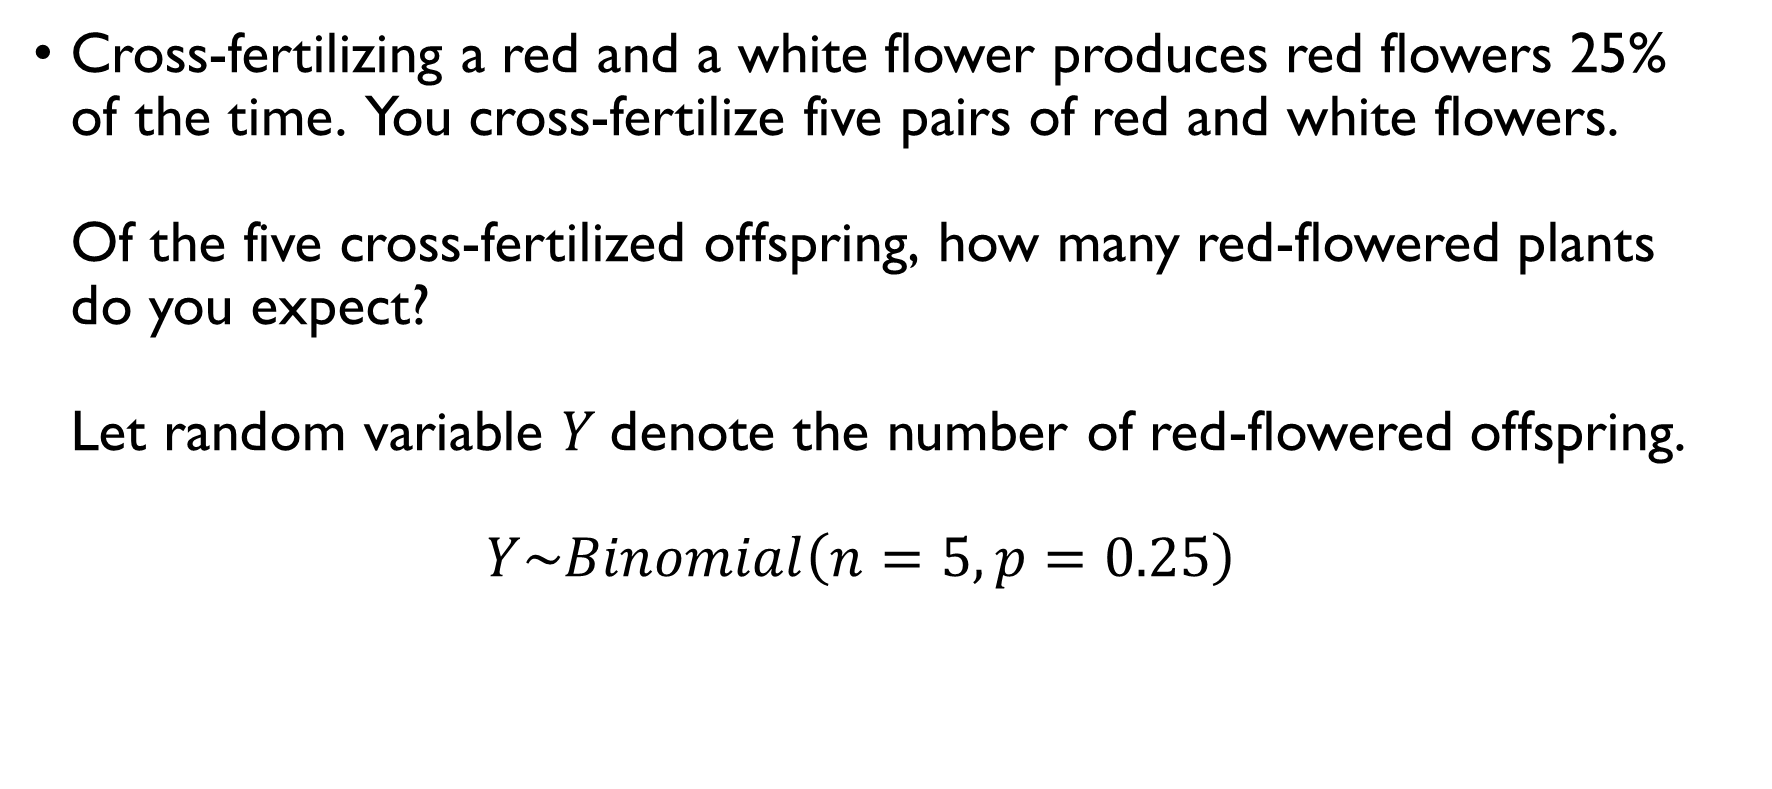 • Cross-fertilizing a red and a white flower produces red flowers 25%
of the time. You cross-fertilize five pairs of red and white flowers.
Of the five cross-fertilized offspring, how many red-flowered plants
do you expect?
Let random variable 𝑌 denote the number of red-flowered offspring.
𝑌~𝐵𝑖𝑛𝑜𝑚𝑖𝑎𝑙(𝑛 = 5, 𝑝 = 0.25)